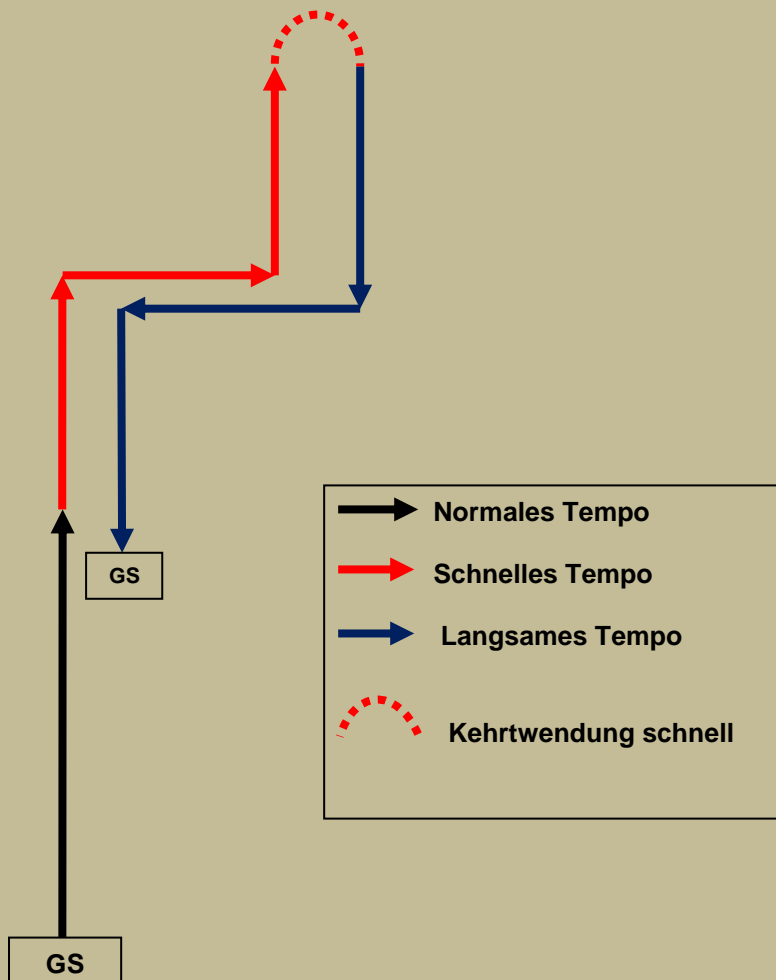 Normales Tempo
Schnelles Tempo
GS
Langsames Tempo
Kehrtwendung schnell
GS